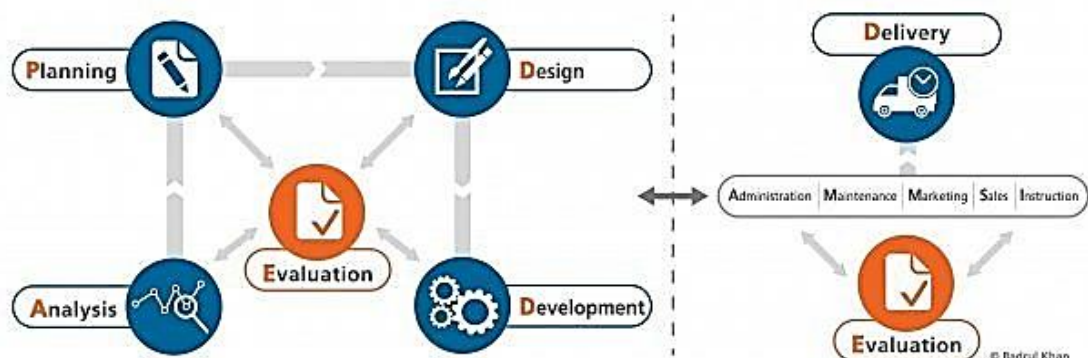 Planning
Design
Evaluation
Analysis
Development
Delivery
Administration Maintenance Marketing Sales Instruction
Evaluation
© Badrul Khan